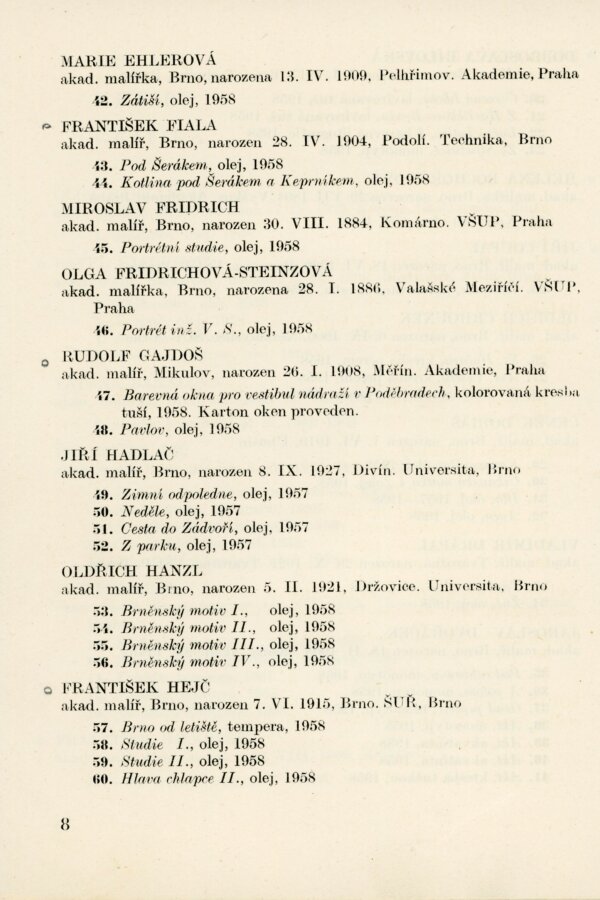 MARIE EHLEROVÁ
akad. malířka, Brno, narozena 13. IV. 1909, Pelhřimov. Akademie, Praha
42. Zátiší, olej, 1958
FRANTIŠEK FIALA
akad. malíř, Brno, narozen 28. IV. 1904, Podolí. Technika, Brno
43. Pod Šerákem, olej, 1958
44. Kotlina pod Šerákem a Keprníkem, olej, 1958
MIROSLAV FRIDRICH
akad. malíř, Brno, narozen 30. VIII. 1884, Komárno. VŠUP, Praha
45. Portrétní studie, olej, 1958
OLGA FRIDRICHOVÁ-STEINZOVÁ
akad. malířka, Brno, narozena 28. I. 1886, Valašské Meziříčí. VŠUP,
Praha
46. Portrét inž. V. S., olej, 1958
RUDOLF GAJDOŠ
akad. malíř, Mikulov, narozen 26. I. 1908, Měřín. Akademie, Praha
47. Barevná okna pro vestibul nádraží v Poděbradech, kolorovaná kresba
tuší, 1958. Karton oken proveden.
48. Pavlov, olej, 1958
JIŘÍ HADLAČ
akad. malíř, Brno, narozen 8. IX. 1927, Divín. Universita, Brno
49. Zimní odpoledne, olej, 1957
50. Neděle, olej, 1957
51. Cesta do Zádvoří, olej, 1957
52. Z parku, olej, 1957
OLDŘICH HANZL
akad. malíř, Brno, narozen 5. II. 1921, Držovice. Universita, Brno
53. Brněnský motiv I., olej, 1958
54. Brněnský motiv II., olej, 1958
55. Brněnský motiv III., olej, 1958
56. Brněnský motiv IV., olej, 1958
FRANTIŠEK HEJČ
akad. malíř, Brno, narozen 7. VI. 1915, Brno. ŠUŘ, Brno
57. Brno od letiště, tempera, 1958
58. Studie I., olej, 1958
59. Studie II., olej, 1958
60. Hlava chlapce II., olej, 1958
8